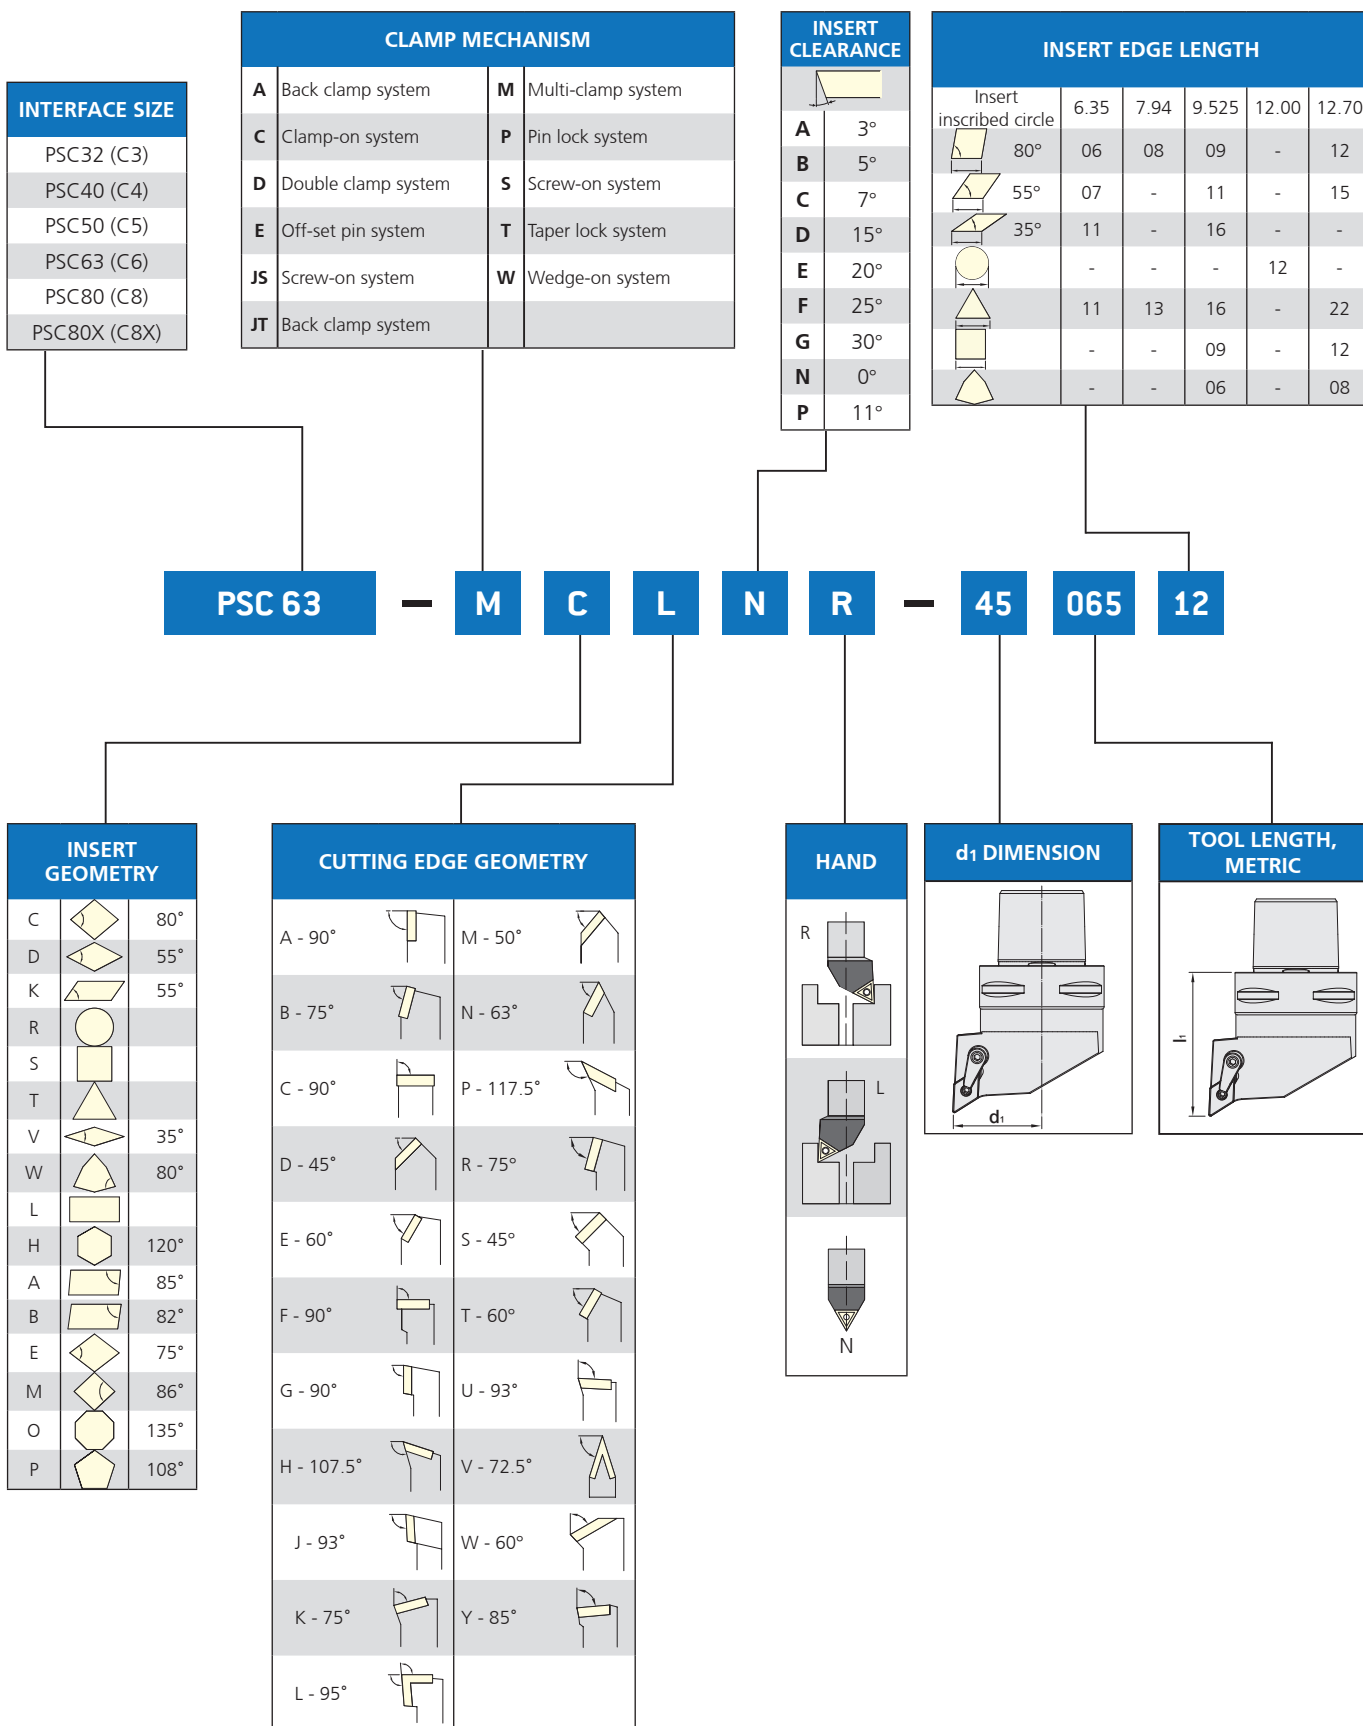 INTERFACE SIZE
PSC32 (C3)
PSC40 (C4)
PSC50 (C5)
PSC63 (C6)
PSC80 (C8)
PSC80X (C8X)
CLAMP MECHANISM
A Back clamp system M Multi-clamp system
C Clamp-on system P Pin lock system
D Double clamp system S Screw-on system
E Off-set pin system T Taper lock system
JS Screw-on system W Wedge-on system
JT Back clamp system
INSERT
CLEARANCE
A 3°
B 5°
C 7°
D 15°
E 20°
F 25°
G 30°
N 0°
P 11°
INSERT EDGE LENGTH
Insert
inscribed circle 6.35 7.94 9.525 12.00 12.70
80° 06 08 09 - 12
55° 07 - 11 - 15
35° 11 - 16 - -
- - - 12 -
11 13 16 - 22
- - 09 - 12
- - 06 - 08
PSC 63 - M C L N R - 45 065 12
INSERT
GEOMETRY
C 80°
D 55°
K 55°
R
S
T
V 35°
W 80°
L
H 120°
A 85°
B 82°
E 75°
M 86°
O 135°
P 108°
CUTTING EDGE GEOMETRY
A - 90° M - 50°
B - 75° N - 63°
C - 90° P - 117.5°
D - 45° R - 75°
E - 60° S - 45°
F - 90° T - 60°
G - 90° U - 93°
H - 107.5° V - 72.5°
J - 93° W - 60°
K - 75° Y - 85°
L - 95°
HAND
R
L
N
d1 DIMENSION
d1
TOOL LENGTH,
METRIC
l1